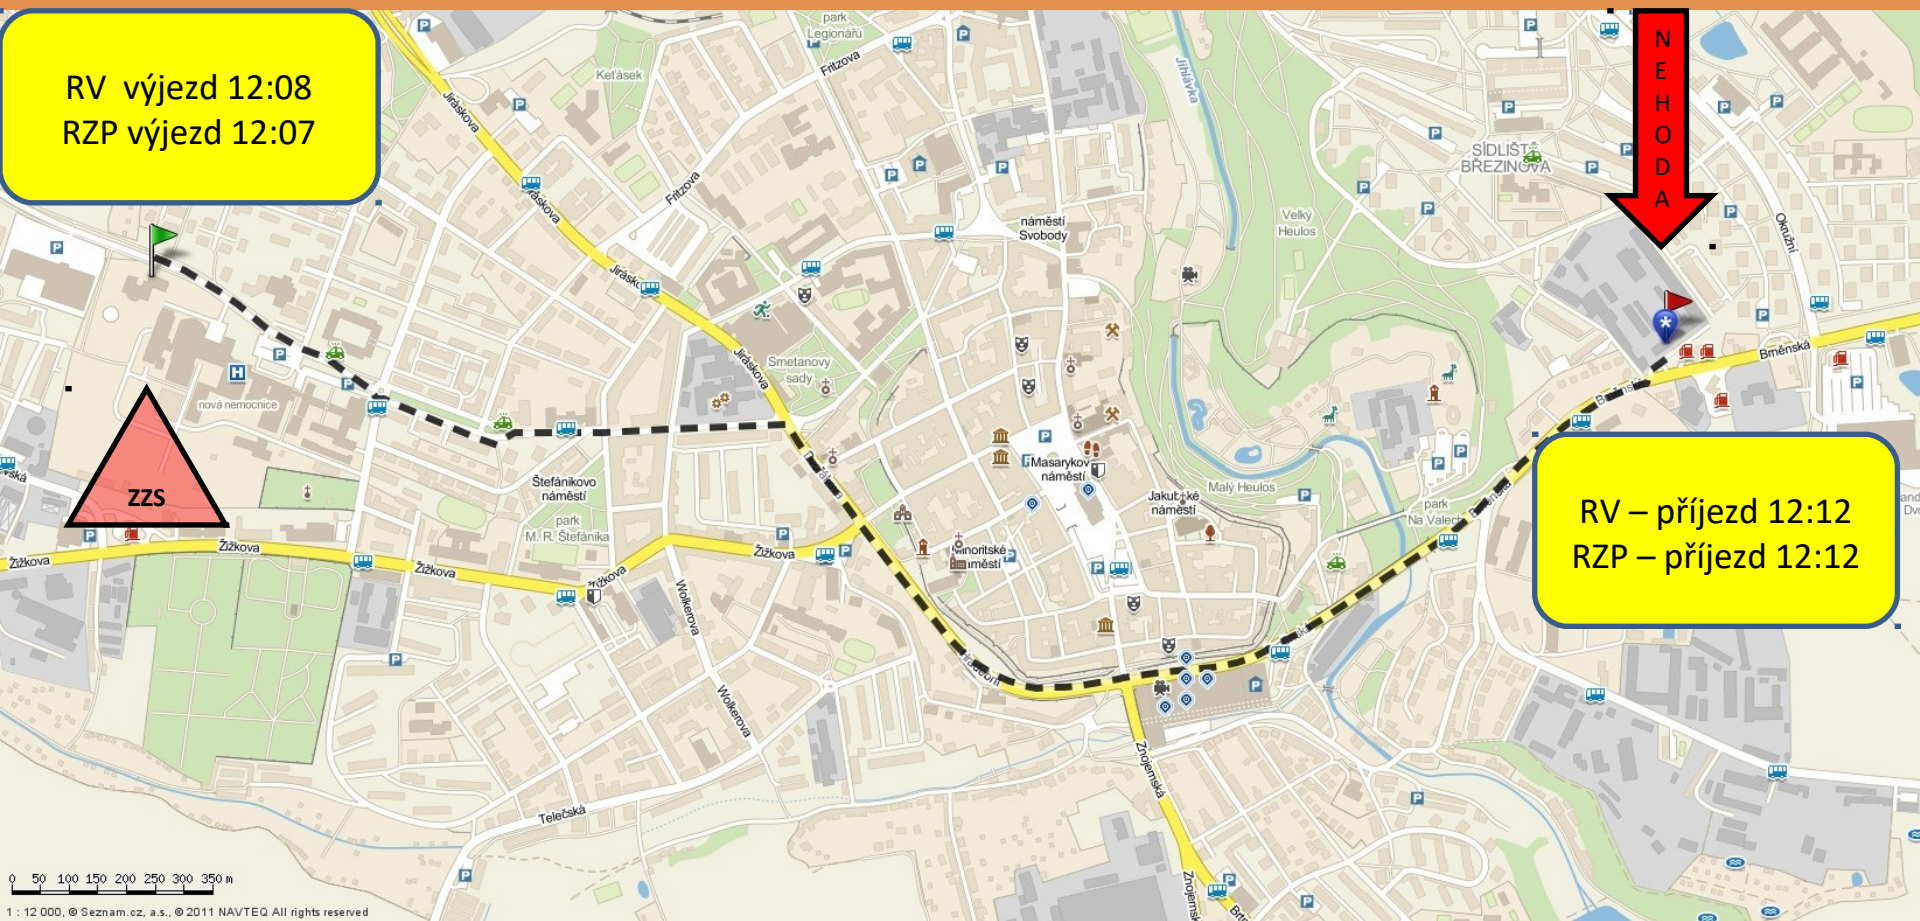 RV výjezd 12:08
RZP výjezd 12:07
N
E
H
O
D
A
park
Legionářů
Fritzova
Keťásek
Jiráskova
Jihlávka
SÍDLIŠTĚ
BŘEZINOVA
Fritzova
Jiráskova
náměstí
Svobody
Velký
Heulos
Okružní
Jiráskova
Smetanovy
sady
Brněnská
nová nemocnice
H
ZZS
Štefánikovo
náměstí
park
M. R. Štefánika
Masarykovo
náměstí
Malý Heulos
Jakubské
náměstí
park
Na Valech
RV – příjezd 12:12
RZP – příjezd 12:12
Žižkova
Žižkova
Žižkova
Žižkova
Žižkova
Minoritské
náměstí
Wolkerova
Hradební
Wolkerova
Znojemská
Telečská
Znojemská
0 50 100 150 200 250 300 350 m
1 : 12 000, © Seznam.cz, a.s., © 2011 NAVTEQ All rights reserved